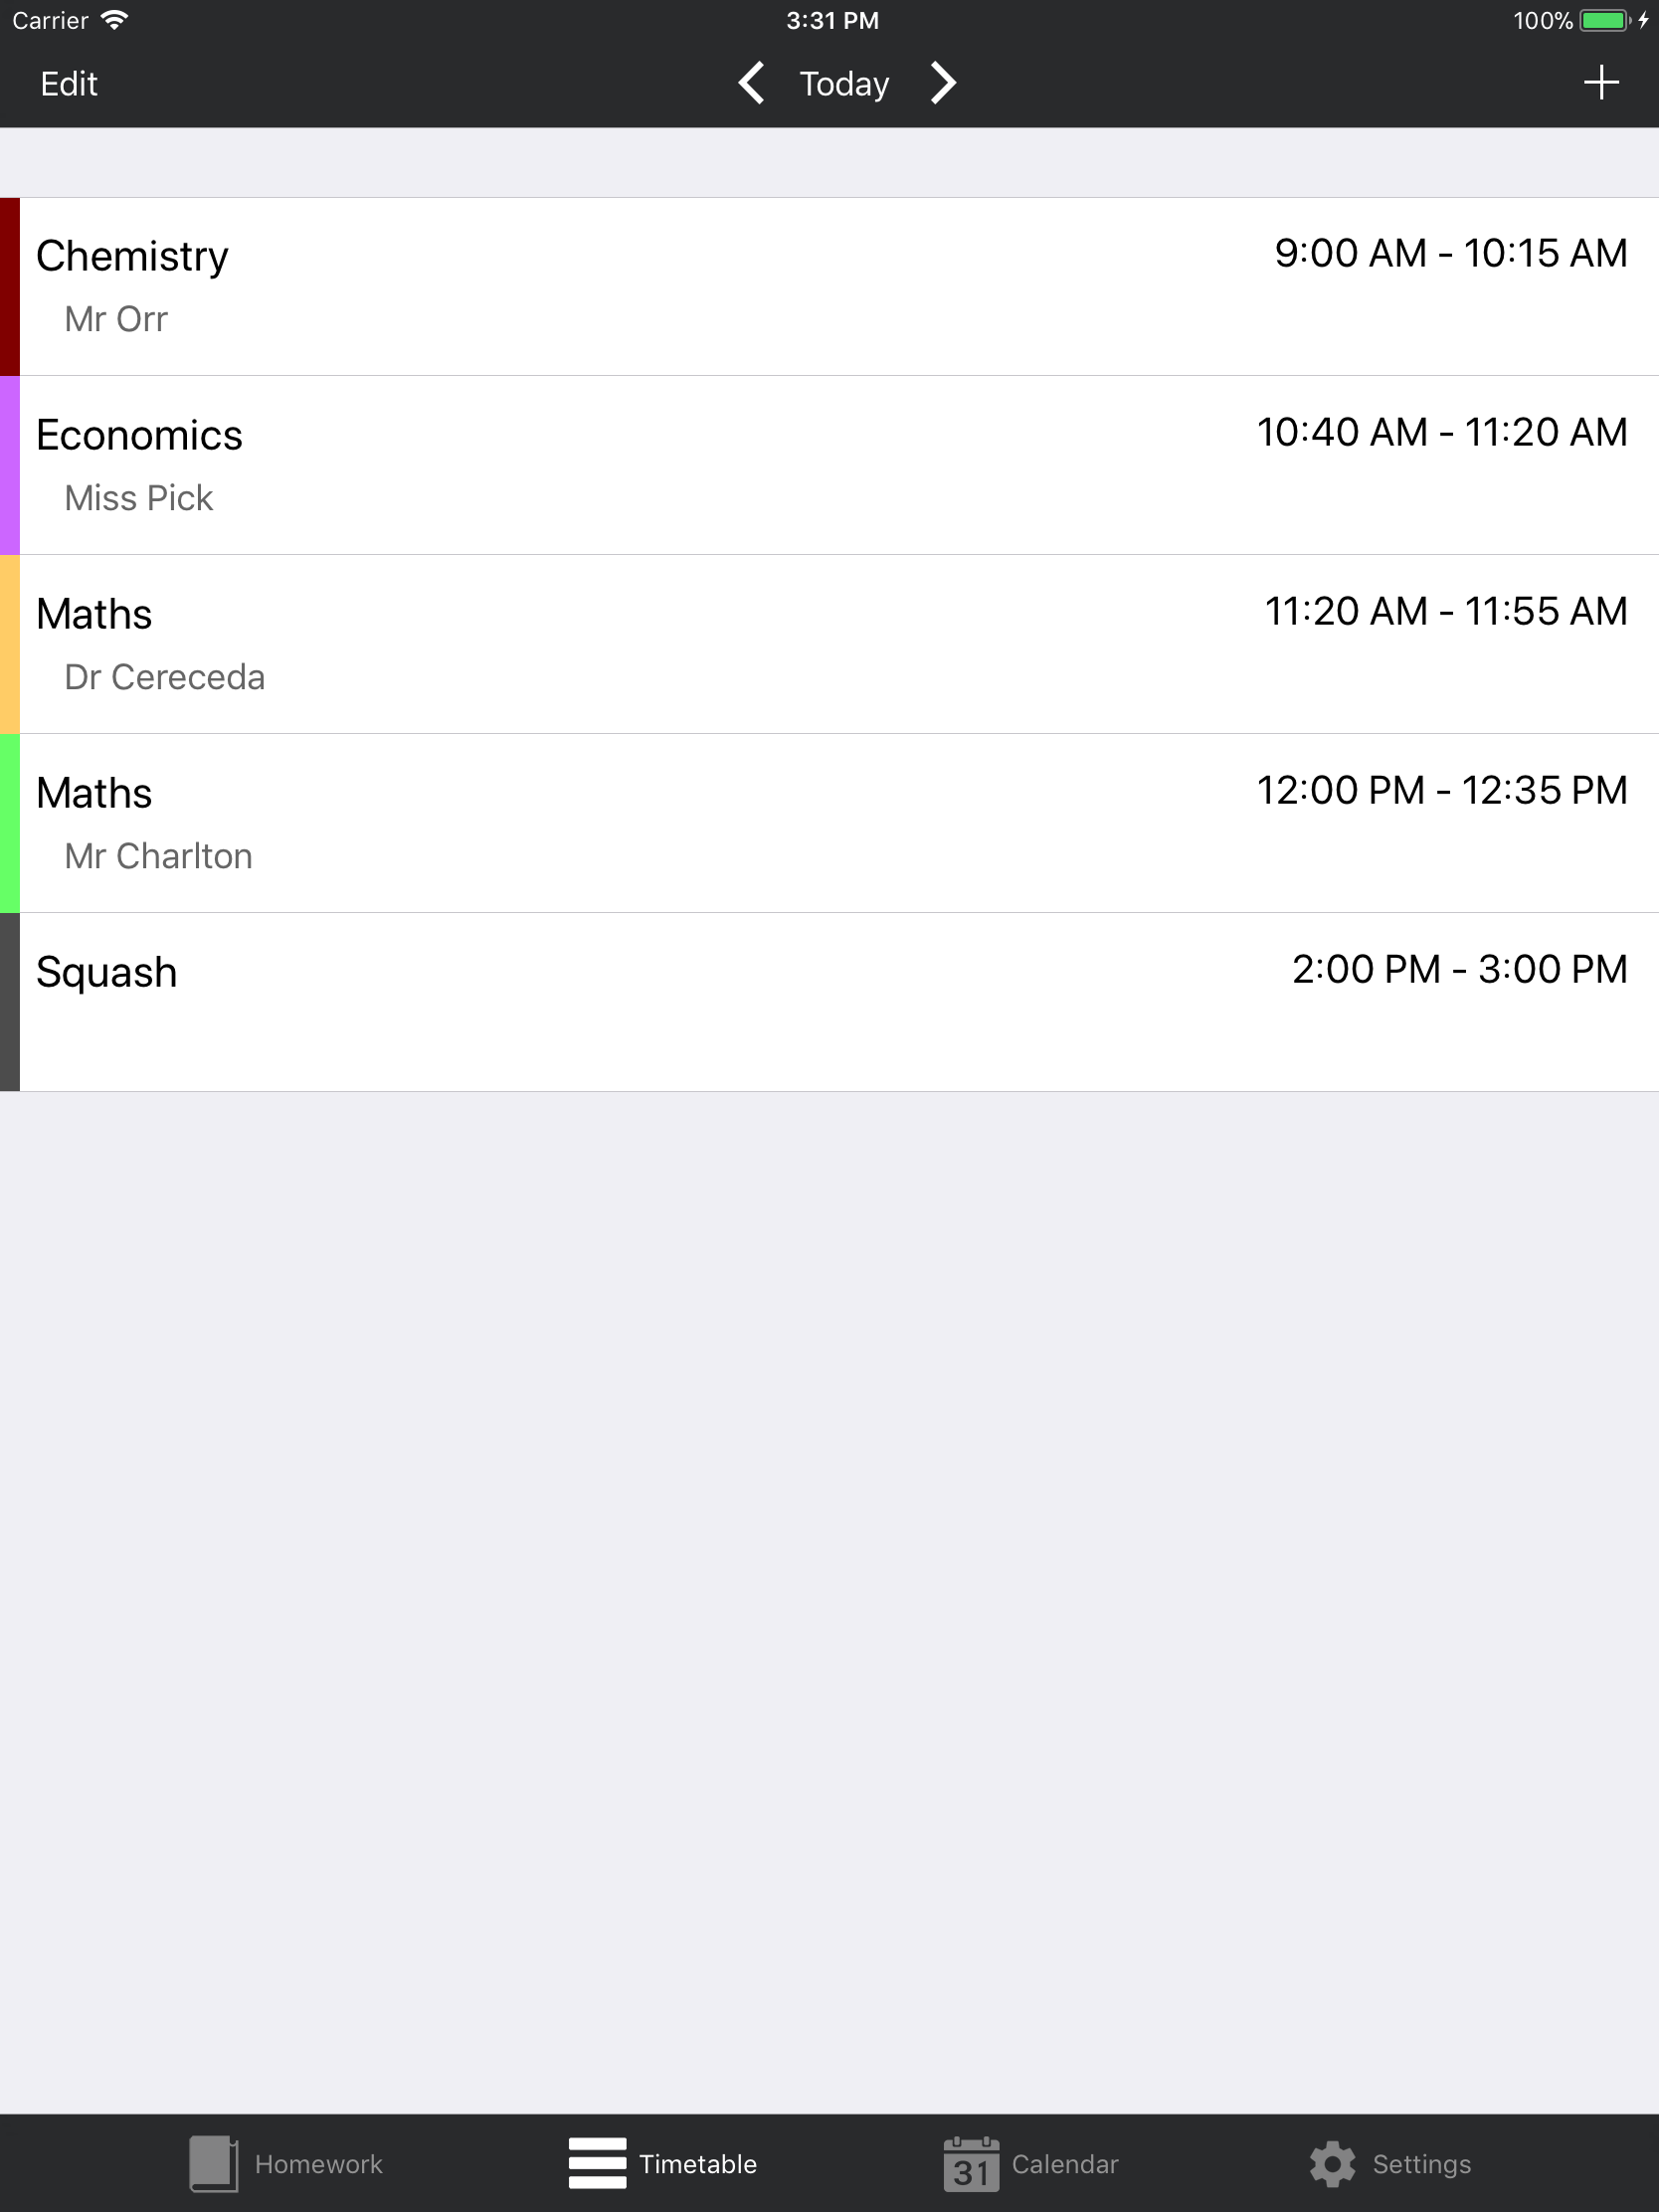 Carrier 3:31 PM 100%
Edit Today
Chemistry 9:00 AM - 10:15 AM
Mr Orr
Economics 10:40 AM - 11:20 AM
Miss Pick
Maths 11:20 AM - 11:55 AM
Dr Cereceda
Maths 12:00 PM - 12:35 PM
Mr Charlton
Squash 2:00 PM - 3:00 PM
Homework Timetable 31 Calendar Settings